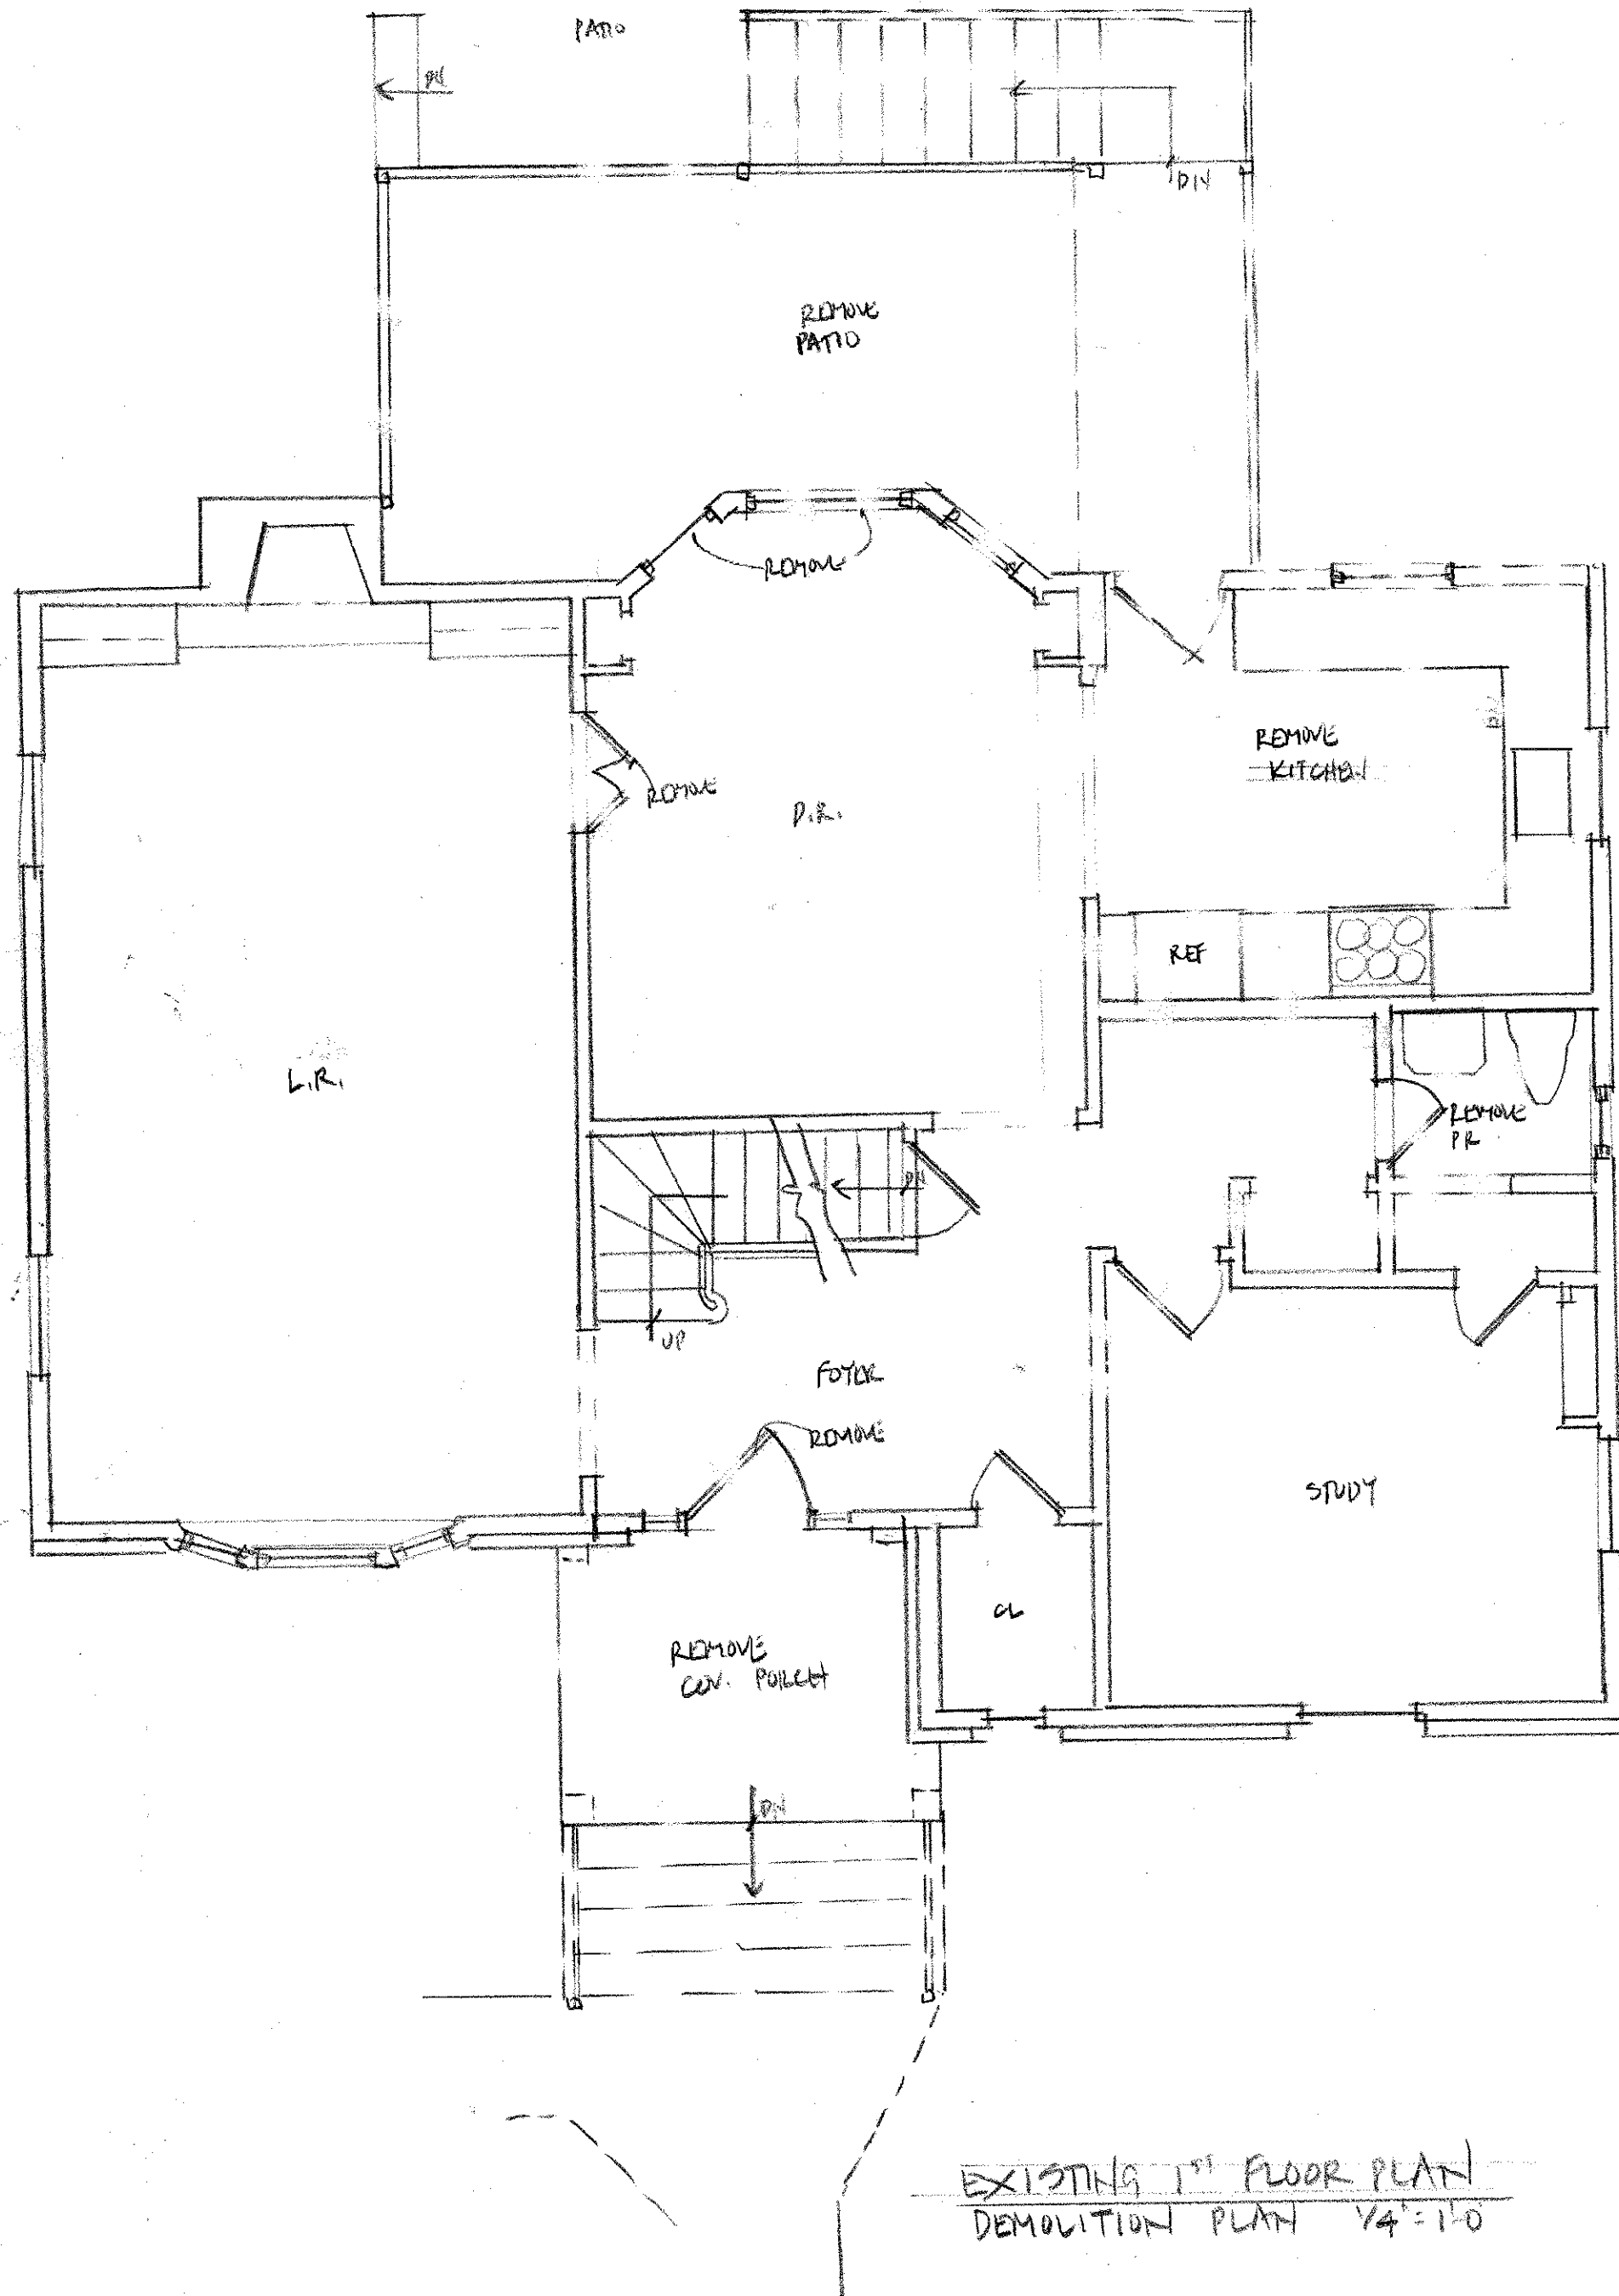 PATIO
DN
DN
REMOVE
PATIO
REMOVE
REMOVE
KITCHEN
REMOVE
D.R.
REF
L.R.
REMOVE
PR
DN
UP
FOYER
REMOVE
STUDY
CL
REMOVE
COV. PORCH
DN
EXISTING 1ST FLOOR PLAN
DEMOLITION PLAN 1/4"=1'-0